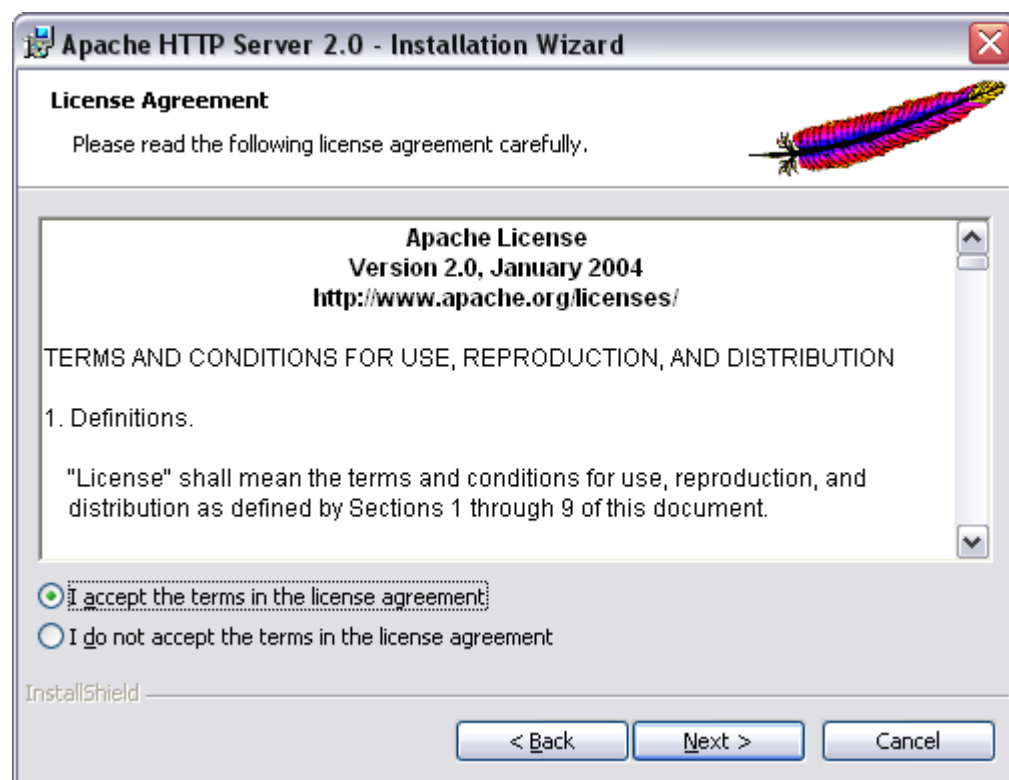 Apache HTTP Server 2.0 - Installation Wizard
License Agreement
Please read the following license agreement carefully.
Apache License
Version 2.0, January 2004
http://www.apache.org/licenses/
TERMS AND CONDITIONS FOR USE, REPRODUCTION, AND DISTRIBUTION
1. Definitions.
"License" shall mean the terms and conditions for use, reproduction, and
distribution as defined by Sections 1 through 9 of this document.
I accept the terms in the license agreement
I do not accept the terms in the license agreement
InstallShield
< Back Next > Cancel